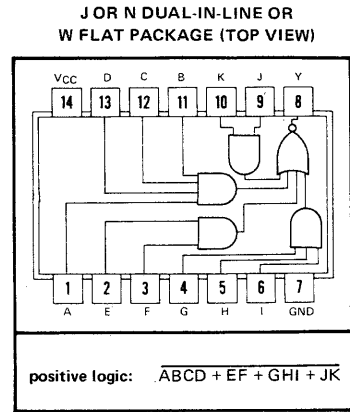 J OR N DUAL-IN-LINE OR
W FLAT PACKAGE (TOP VIEW)
VCC D C B K J Y
14 13 12 11 10 9 8
1 2 3 4 5 6 7
A E F G H I GND
positive logic: ABCD + EF + GHI + JK